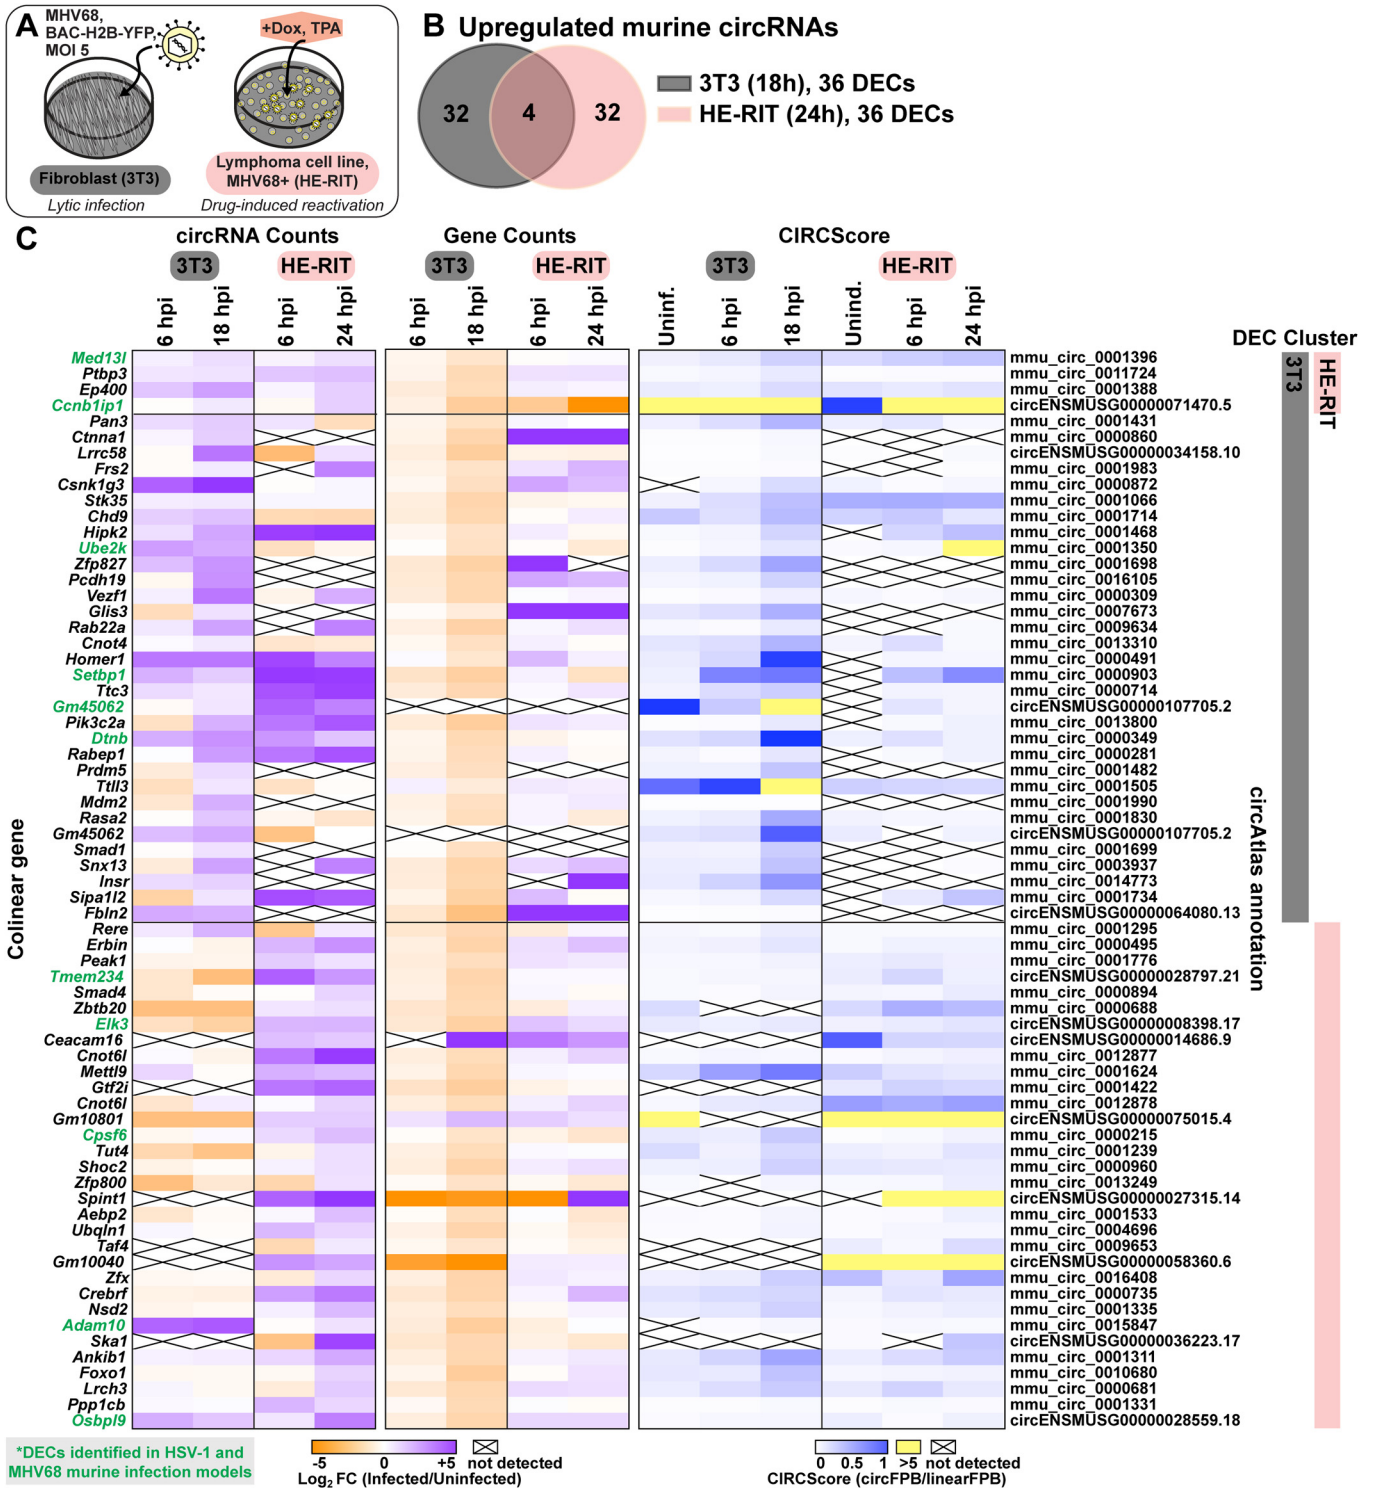 A
MHV68,
BAC-H2B-YFP,
MOI 5
+Dox, TPA
Fibroblast (3T3)
Lytic infection
Lymphoma cell line,
MHV68+ (HE-RIT)
Drug-induced reactivation
B Upregulated murine circRNAs
32 4 32
3T3 (18h), 36 DECs
HE-RIT (24h), 36 DECs
C
circRNA Counts Gene Counts CIRCScore
3T3 HE-RIT 3T3 HE-RIT 3T3 HE-RIT
6 hpi 18 hpi 6 hpi 24 hpi 6 hpi 18 hpi 6 hpi 24 hpi Uninf. 6 hpi 18 hpi Unind. 6 hpi 24 hpi
DEC Cluster
3T3 HE-RIT
Colinear gene
circAtlas annotation
Med13l mmu_circ_0001396
Ptbp3 mmu_circ_0011724
Ep400 mmu_circ_0001388
Ccnb1ip1 circENSMUSG00000071470.5
Pan3 mmu_circ_0001431
Ctnna1 mmu_circ_0000860
Lrrc58 circENSMUSG00000034158.10
Frs2 mmu_circ_0001983
Csnk1g3 mmu_circ_0000872
Stk35 mmu_circ_0001066
Chd9 mmu_circ_0001714
Hipk2 mmu_circ_0001468
Ube2k mmu_circ_0001350
Zfp827 mmu_circ_0001698
Pcdh19 mmu_circ_0016105
Vezf1 mmu_circ_0000309
Glis3 mmu_circ_0007673
Rab22a mmu_circ_0009634
Cnot4 mmu_circ_0013310
Homer1 mmu_circ_0000491
Setbp1 mmu_circ_0000903
Ttc3 mmu_circ_0000714
Gm45062 circENSMUSG00000107705.2
Pik3c2a mmu_circ_0013800
Dtnb mmu_circ_0000349
Rabep1 mmu_circ_0000281
Prdm5 mmu_circ_0001482
Ttll3 mmu_circ_0001505
Mdm2 mmu_circ_0001990
Rasa2 mmu_circ_0001830
Gm45062 circENSMUSG00000107705.2
Smad1 mmu_circ_0001699
Snx13 mmu_circ_0003937
Insr mmu_circ_0014773
Sipa1l2 mmu_circ_0001734
Fbln2 circENSMUSG00000064080.13
Rere mmu_circ_0001295
Erbin mmu_circ_0000495
Peak1 mmu_circ_0001776
Tmem234 circENSMUSG00000028797.21
Smad4 mmu_circ_0000894
Zbtb20 mmu_circ_0000688
Elk3 circENSMUSG00000008398.17
Ceacam16 circENSMUSG00000014686.9
Cnot6l mmu_circ_0012877
Mettl9 mmu_circ_0001624
Gtf2i mmu_circ_0001422
Cnot6l mmu_circ_0012878
Gm10801 circENSMUSG00000075015.4
Cpsf6 mmu_circ_0000215
Tut4 mmu_circ_0001239
Shoc2 mmu_circ_0000960
Zfp800 mmu_circ_0013249
Spint1 circENSMUSG00000027315.14
Aebp2 mmu_circ_0001533
Ubqln1 mmu_circ_0004696
Taf4 mmu_circ_0009653
Gm10040 circENSMUSG00000058360.6
Zfx mmu_circ_0016408
Crebrf mmu_circ_0000735
Nsd2 mmu_circ_0001335
Adam10 mmu_circ_0015847
Ska1 circENSMUSG00000036223.17
Ankib1 mmu_circ_0001311
Foxo1 mmu_circ_0010680
Lrch3 mmu_circ_0000681
Ppp1cb mmu_circ_0001331
Osbpl9 circENSMUSG00000028559.18
*DECs identified in HSV-1 and
MHV68 murine infection models
-5 0 +5 not detected
Log2 FC (Infected/Uninfected)
0 0.5 1 >5 not detected
CIRCScore (circFPB/linearFPB)